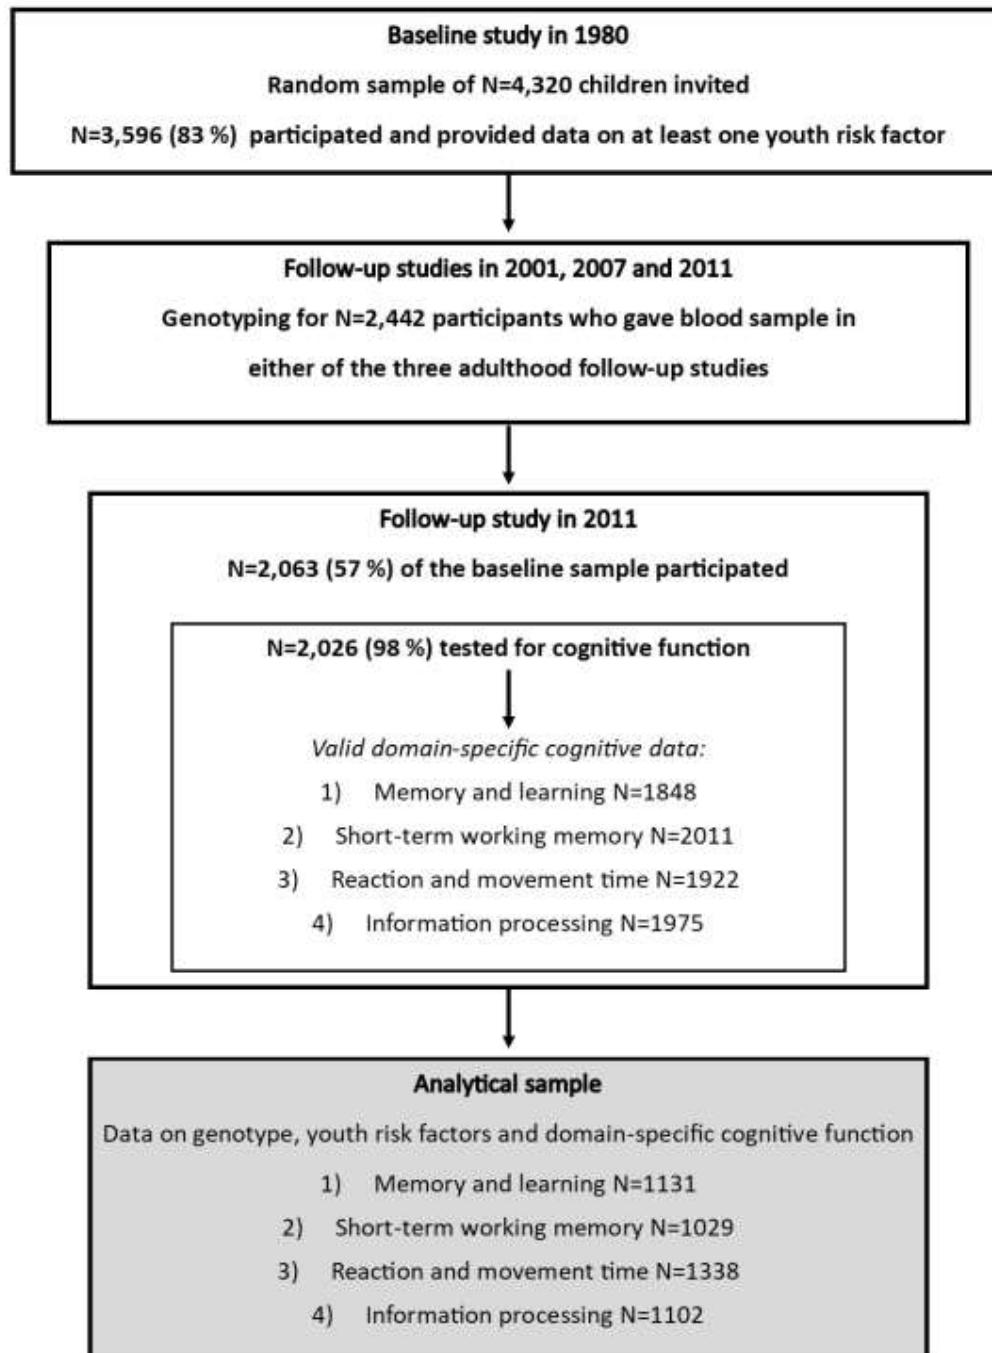 Baseline study in 1980
Random sample of N=4,320 children invited
N=3,596 (83 %) participated and provided data on at least one youth risk factor
Follow-up studies in 2001, 2007 and 2011
Genotyping for N=2,442 participants who gave blood sample in
either of the three adulthood follow-up studies
Follow-up study in 2011
N=2,063 (57 %) of the baseline sample participated
N=2,026 (98 %) tested for cognitive function
Valid domain-specific cognitive data:
1) Memory and learning N=1848
2) Short-term working memory N=2011
3) Reaction and movement time N=1922
4) Information processing N=1975
Analytical sample
Data on genotype, youth risk factors and domain-specific cognitive function
1) Memory and learning N=1131
2) Short-term working memory N=1029
3) Reaction and movement time N=1338
4) Information processing N=1102